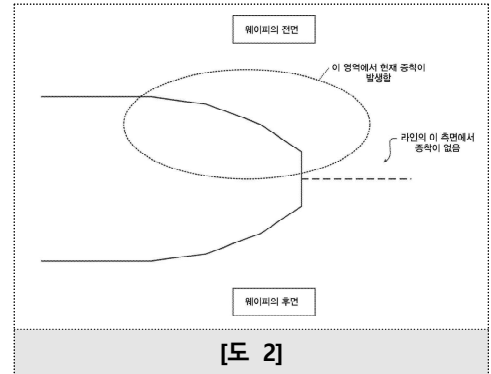 웨이피의 전면
이 영역에서 현재 증착이
발생함
라인의 이 측면에서
증착이 없음
웨이피의 후면
[도 2]